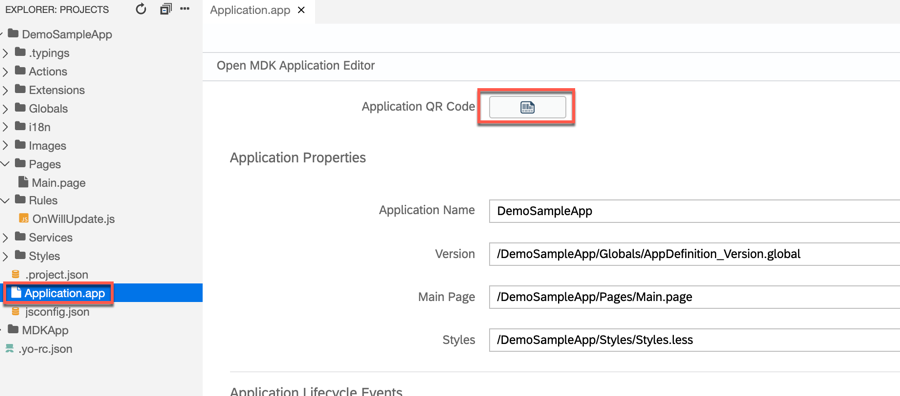 EXPLORER: PROJECTS
DemoSampleApp
.typings
Actions
Extensions
Globals
i18n
Images
Pages
Main.page
Rules
OnWillUpdate.js
Services
Styles
.project.json
Application.app
jsconfig.json
MDKApp
.yo-rc.json
Application.app
Open MDK Application Editor
Application QR Code
Application Properties
Application Name DemoSampleApp
Version /DemoSampleApp/Globals/AppDefinition_Version.global
Main Page /DemoSampleApp/Pages/Main.page
Styles /DemoSampleApp/Styles/Styles.less
Application Lifecycle Events